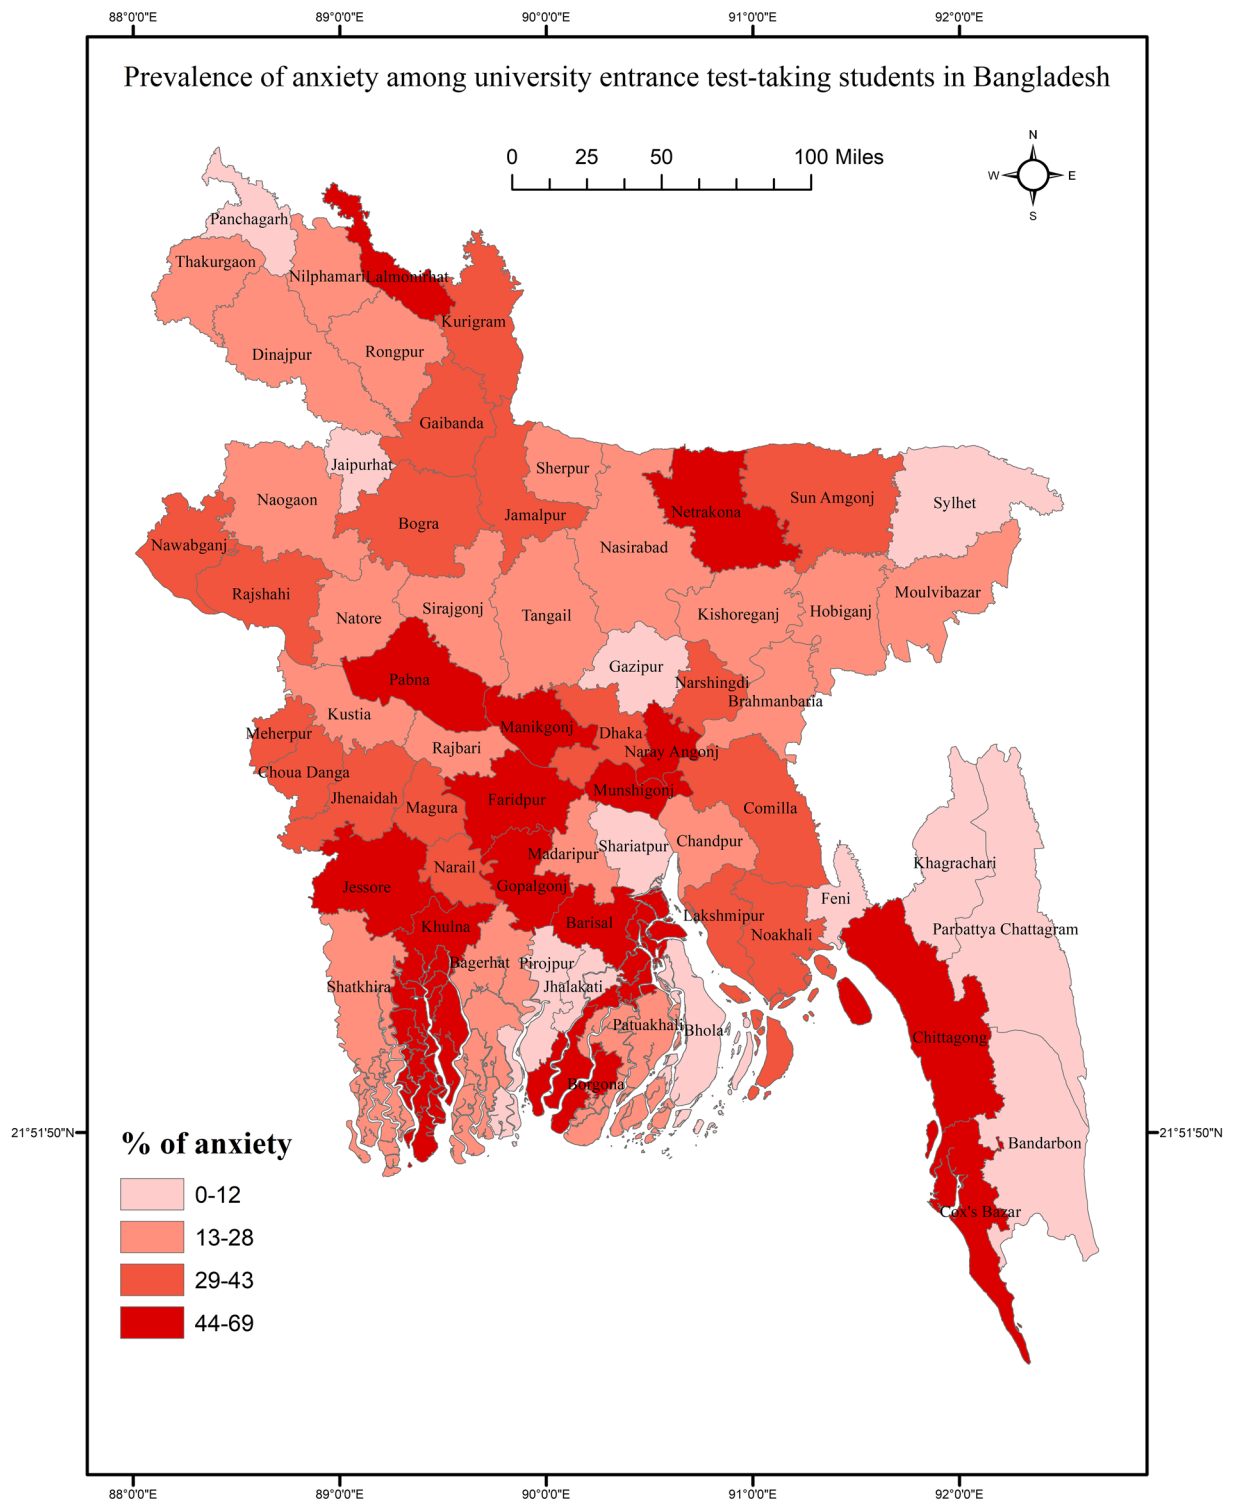 88°0'0"E 89°0'0"E 90°0'0"E 91°0'0"E 92°0'0"E
Prevalence of anxiety among university entrance test-taking students in Bangladesh
N
0 25 50 100 Miles
W E
S
Panchagarh
Thakurgaon
Nilphamari Lalmonirhat
Kurigram
Dinajpur Rongpur
Gaibanda
Jaipurhat Sherpur
Naogaon Sun Amgonj Sylhet
Bogra Jamalpur Netrakona
Nawabganj Nasirabad
Rajshahi Moulvibazar
Natore Sirajgonj Tangail Kishoreganj Hobiganj
Gazipur
Pabna Narshingdi
Brahmanbaria
Kustia
Meherpur Manikgonj Dhaka
Rajbari Naray Angonj
Choua Danga
Jhenaidah Magura Faridpur Munshigonj
Comilla
Madaripur Shariatpur Chandpur
Narail Khagrachari
Jessore Gopalgonj
Feni
Khulna Barisal Lakshmipur
Noakhali Parbattya Chattagram
Bagerhat Pirojpur
Shatkhira Jhalakati
Patuakhali Bhola
Chittagong
Borgona
21°51'50"N 21°51'50"N
% of anxiety Bandarbon
0-12
Cox's Bazar
13-28
29-43
44-69
88°0'0"E 89°0'0"E 90°0'0"E 91°0'0"E 92°0'0"E